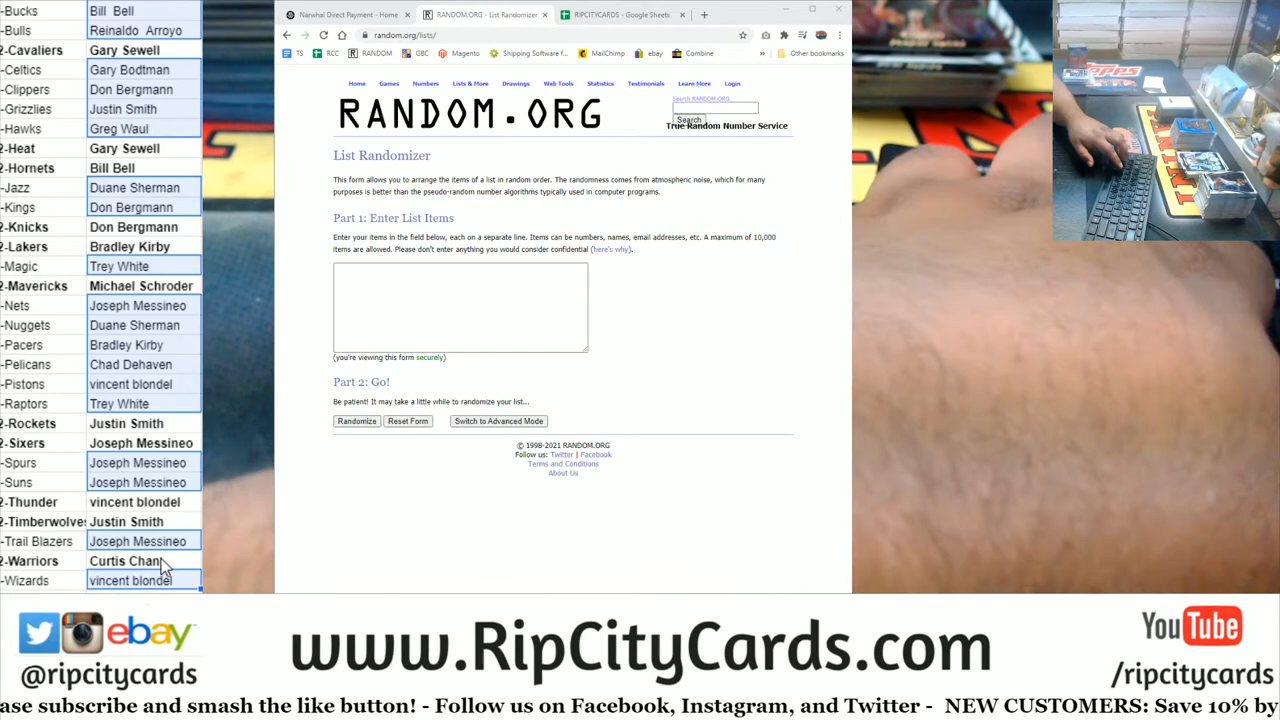 -Bucks Bill Bell
-Bulls Reinaldo Arroyo
2-Cavaliers Gary Sewell
-Celtics Gary Bodtman
-Clippers Don Bergmann
-Grizzlies Justin Smith
-Hawks Greg Waul
2-Heat Gary Sewell
2-Hornets Bill Bell
-Jazz Duane Sherman
-Kings Don Bergmann
2-Knicks Don Bergmann
2-Lakers Bradley Kirby
-Magic Trey White
2-Mavericks Michael Schroder
-Nets Joseph Messineo
-Nuggets Duane Sherman
-Pacers Bradley Kirby
-Pelicans Chad Dehaven
-Pistons vincent blondel
-Raptors Trey White
2-Rockets Justin Smith
2-Sixers Joseph Messineo
-Spurs Joseph Messineo
-Suns Joseph Messineo
2-Thunder vincent blondel
2-Timberwolves Justin Smith
-Trail Blazers Joseph Messineo
2-Warriors Curtis Chan
-Wizards vincent blondel
Narwhal Direct Payment - Home
RANDOM.ORG - List Randomizer
RIPCITYCARDS - Google Sheets
random.org/lists/
TS RCC RANDOM GBC Magento Shipping Software f... MailChimp ebay Combine » Other bookmarks
Home Games Numbers Lists & More Drawings Web Tools Statistics Testimonials Learn More Login
RANDOM.ORG
Search RANDOM.ORG
Search
True Random Number Service
List Randomizer
This form allows you to arrange the items of a list in random order. The randomness comes from atmospheric noise, which for many
purposes is better than the pseudo-random number algorithms typically used in computer programs.
Part 1: Enter List Items
Enter your items in the field below, each on a separate line. Items can be numbers, names, email addresses, etc. A maximum of 10,000
items are allowed. Please don't enter anything you would consider confidential (here's why).
(you're viewing this form securely)
Part 2: Go!
Be patient! It may take a little while to randomize your list...
Randomize Reset Form Switch to Advanced Mode
© 1998-2021 RANDOM.ORG
Follow us: Twitter | Facebook
Terms and Conditions
About Us
TOPPS
PANINI
ebay
@ripcitycards
www.RipCityCards.com
YouTube
/ripcitycards
ase subscribe and smash the like button! - Follow us on Facebook, Instagram, and Twitter - NEW CUSTOMERS: Save 10% by